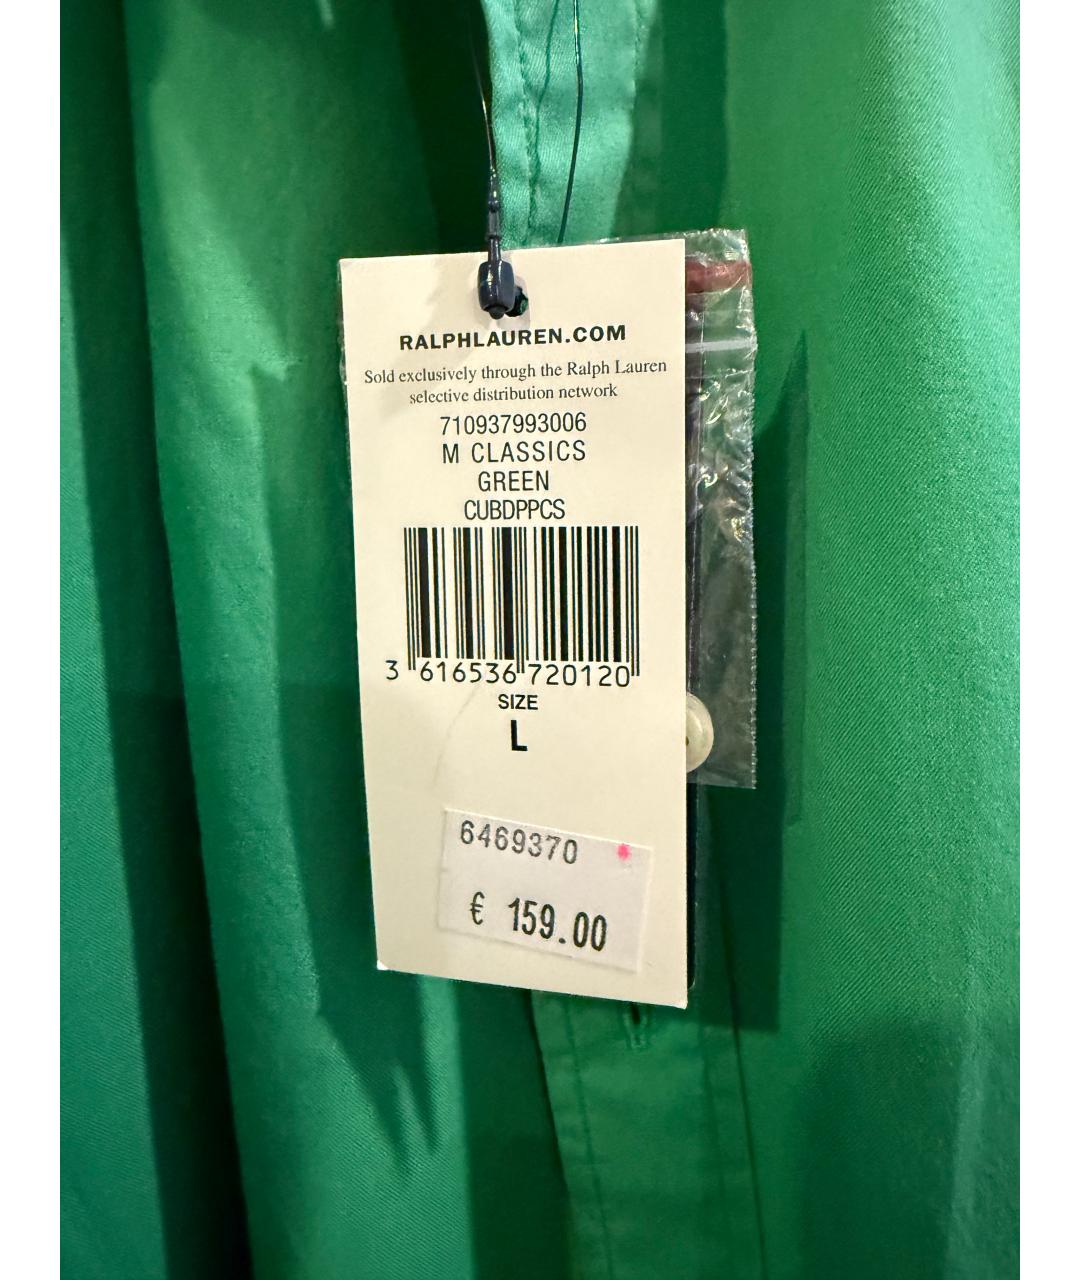 RALPHLAUREN.COM
Sold exclusively through the Ralph Lauren
selective distribution network
710937993006
M CLASSICS
GREEN
CUBDPPCS
3 616536 720120
SIZE
L
6469370
€ 159.00